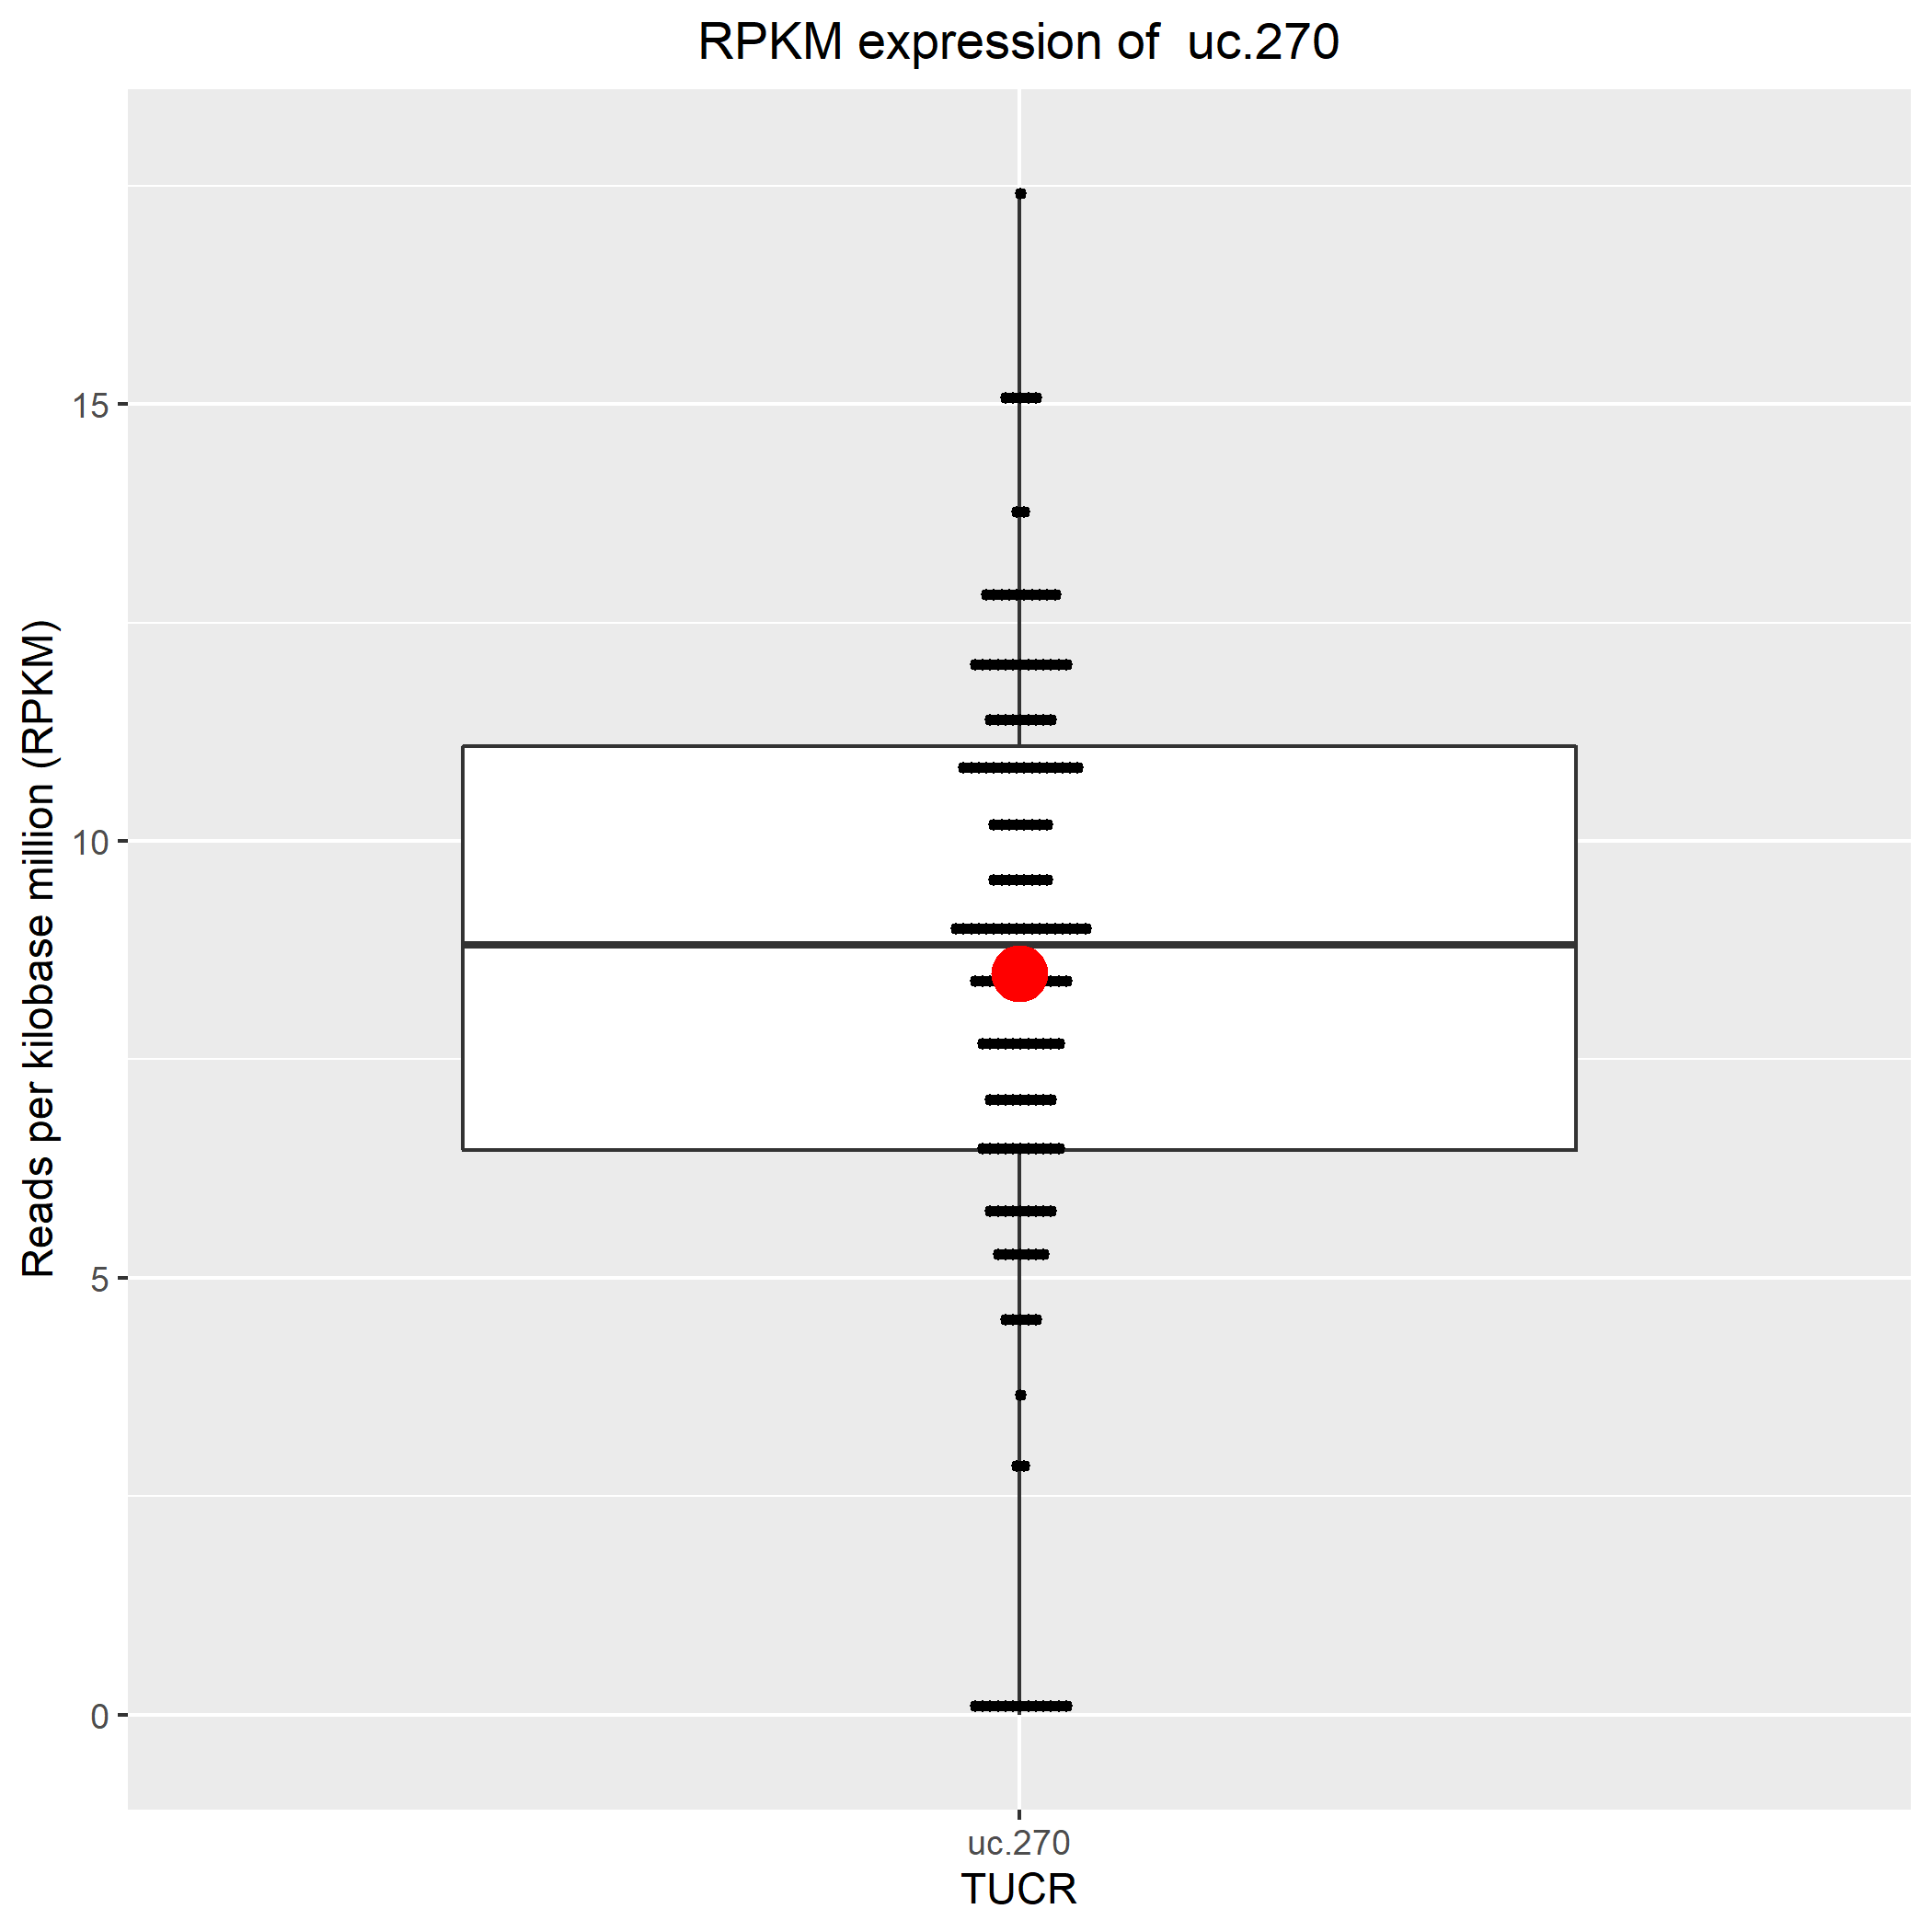 RPKM expression of  uc.270
Reads per kilobase million (RPKM)
15
10
5
0
uc.270
TUCR